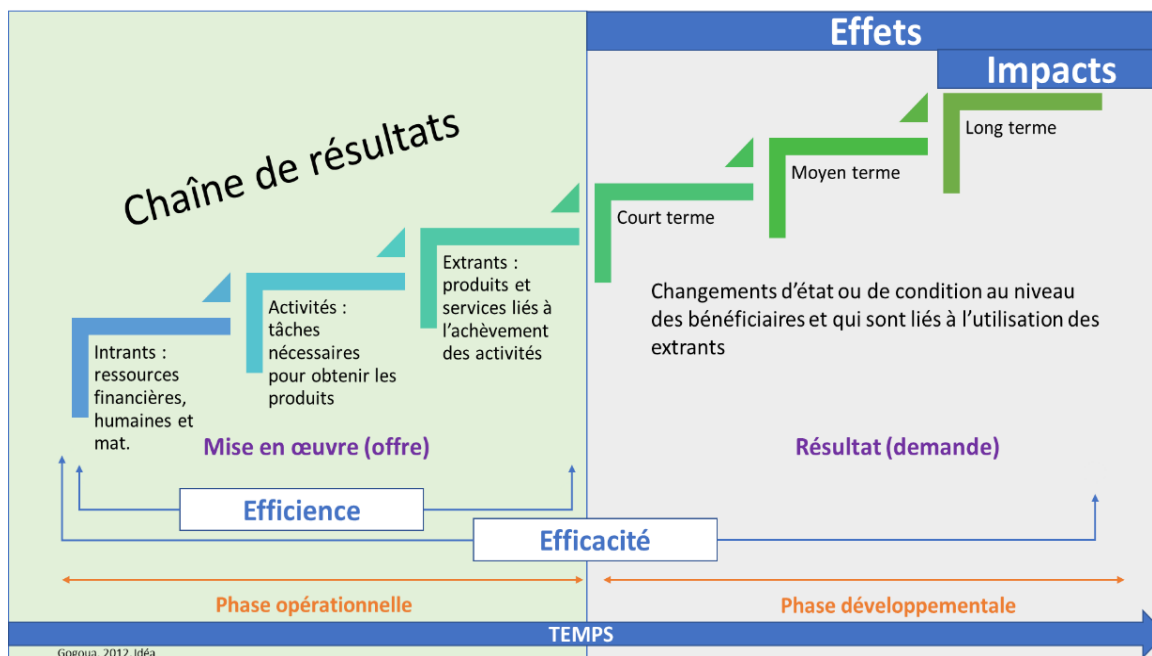 Effets
Impacts
Chaîne de résultats
Long terme
Moyen terme
Court terme
Extrants :
produits et
services liés à
l'achèvement
des activités
Activités :
tâches
nécessaires
pour obtenir les
produits
Intrants :
ressources
financières,
humaines et
mat.
Changements d'état ou de condition au niveau
des bénéficiaires et qui sont liés à l'utilisation des
extrants
Mise en œuvre (offre)
Résultat (demande)
Efficience
Efficacité
Phase opérationnelle
Phase développementale
TEMPS
Gogoua, 2012, Idéa